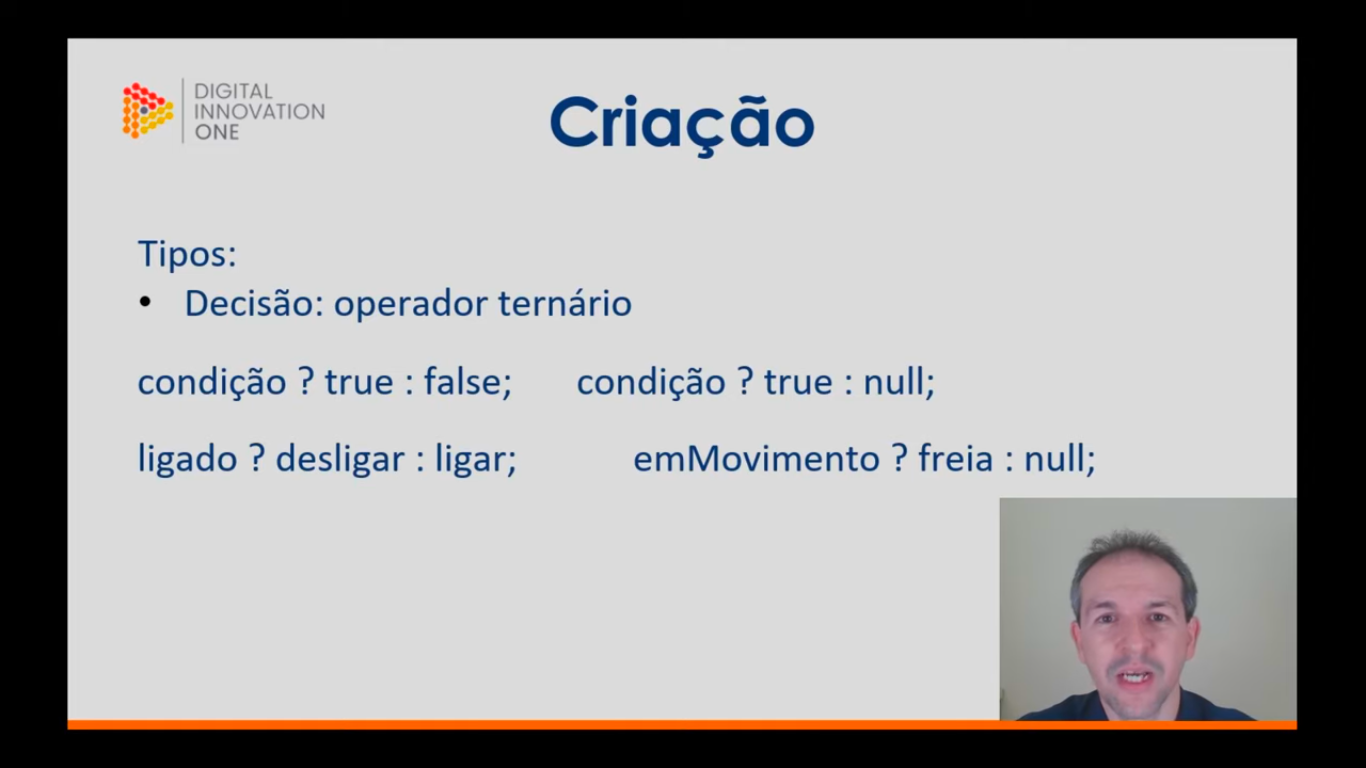 DIGITAL
INNOVATION
ONE
Criação
Tipos:
• Decisão: operador ternário
condição ? true : false; condição ? true : null;
ligado ? desligar : ligar; emMovimento ? freia : null;